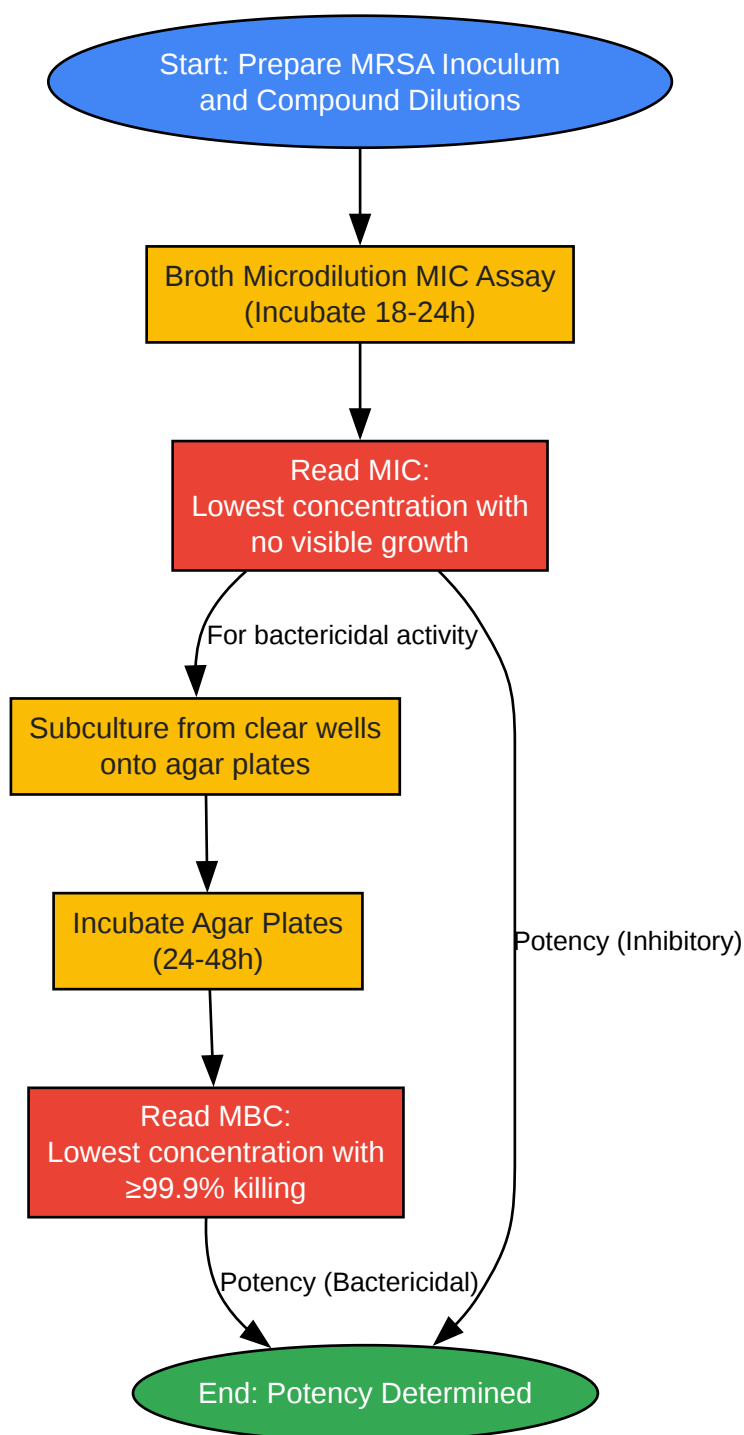 Start: Prepare MRSA Inoculum
and Compound Dilutions
Broth Microdilution MIC Assay
(Incubate 18-24h)
Read MIC:
Lowest concentration with
no visible growth
For bactericidal activity
Subculture from clear wells
onto agar plates
Incubate Agar Plates
(24-48h)
Potency (Inhibitory)
Read MBC:
Lowest concentration with
≥99.9% killing
Potency (Bactericidal)
End: Potency Determined